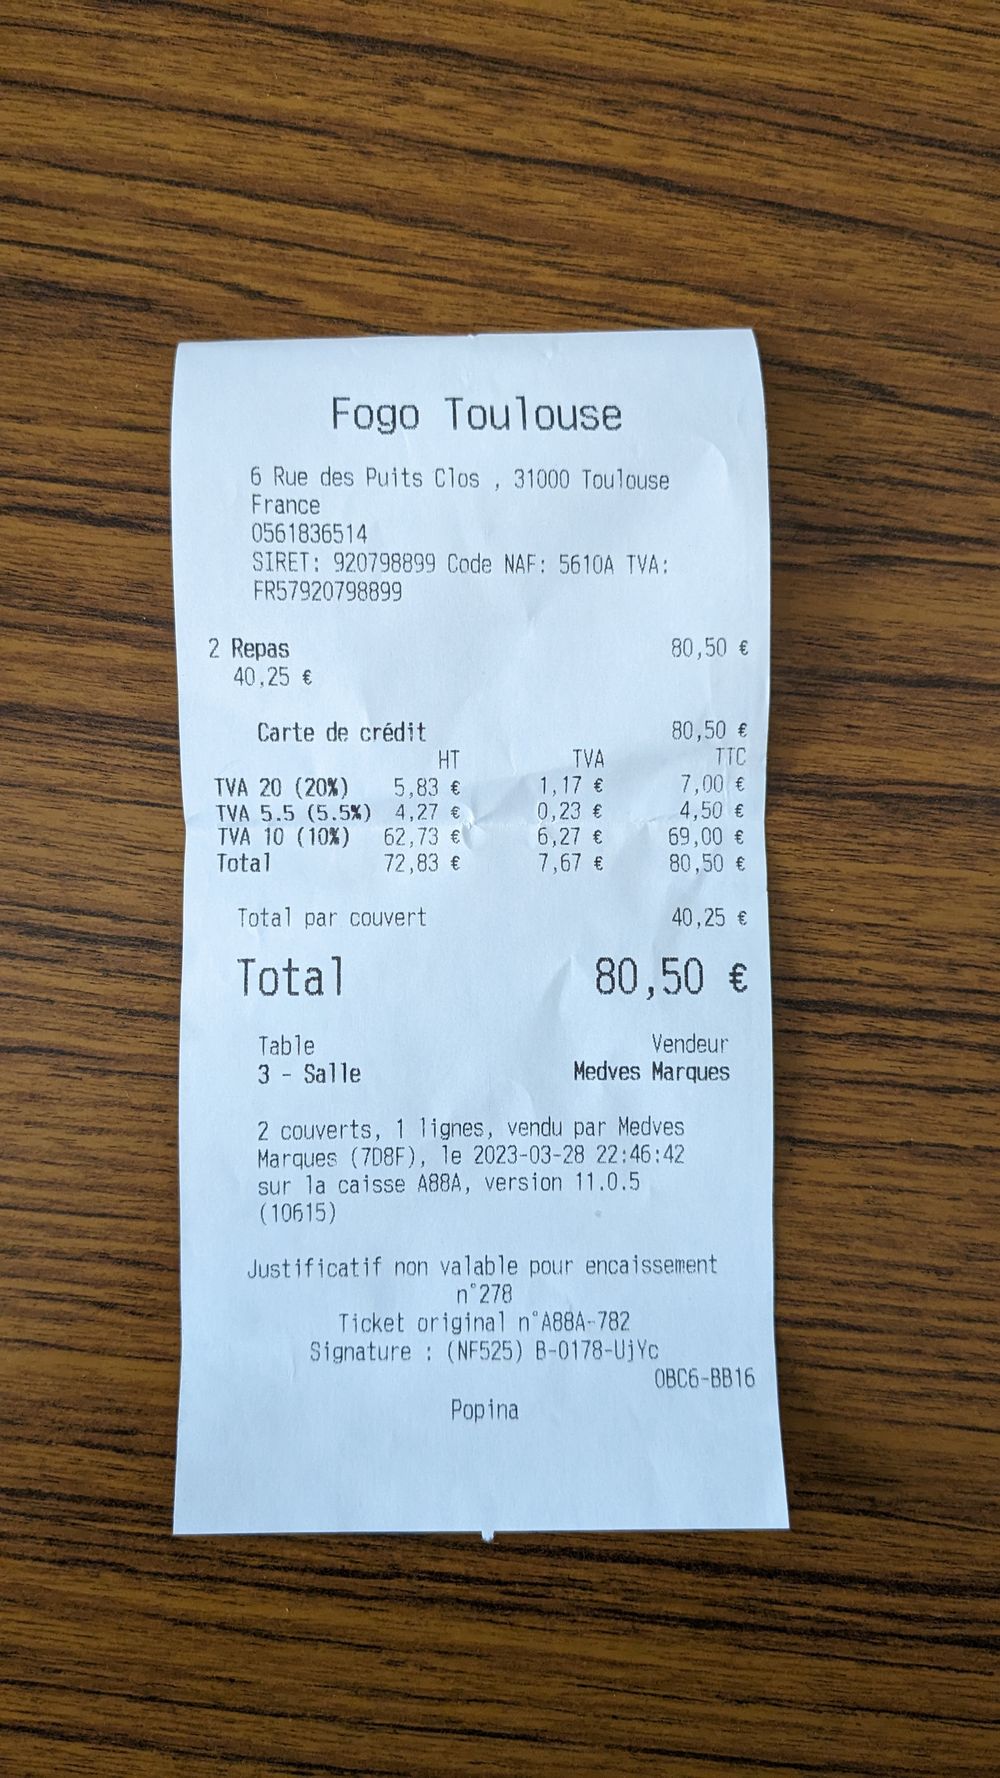 Fogo Toulouse
6 Rue des Puits Clos , 31000 Toulouse
France
0561836514
SIRET: 920798899 Code NAF: 5610A TVA:
FR57920798899
2 Repas 80,50 €
40,25 €
Carte de crédit 80,50 €
HT TVA TTC
TVA 20 (20%) 5,83 € 1,17 € 7,00 €
TVA 5.5 (5.5%) 4,27 € 0,23 € 4,50 €
TVA 10 (10%) 62,73 € 6,27 € 69,00 €
Total 72,83 € 7,67 € 80,50 €
Total par couvert 40,25 €
Total 80,50 €
Table Vendeur
3 - Salle Medves Marques
2 couverts, 1 lignes, vendu par Medves
Marques (7D8F), le 2023-03-28 22:46:42
sur la caisse A88A, version 11.0.5
(10615)
Justificatif non valable pour encaissement
n°278
Ticket original n°A88A-782
Signature : (NF525) B-0178-UjYc
0BC6-BB16
Popina